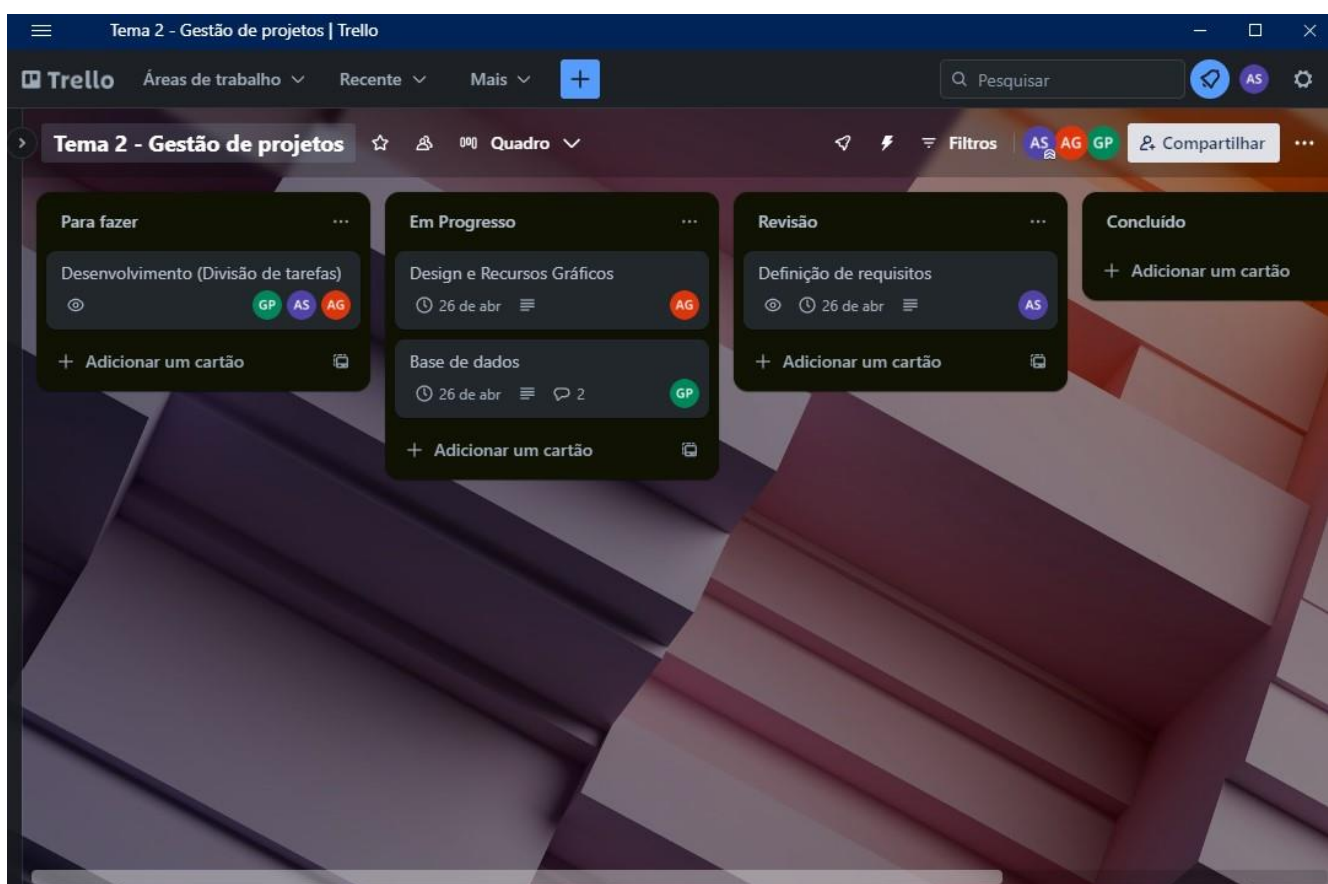 Tema 2 - Gestão de projetos | Trello
Trello Áreas de trabalho Recente Mais + Pesquisar AS
Tema 2 - Gestão de projetos Quadro Filtros AS AG GP Compartilhar
Para fazer
Desenvolvimento (Divisão de tarefas)
GP AS AG
+ Adicionar um cartão
Em Progresso
Design e Recursos Gráficos
26 de abr AG
Base de dados
26 de abr 2 GP
+ Adicionar um cartão
Revisão
Definição de requisitos
26 de abr AS
+ Adicionar um cartão
Concluído
+ Adicionar um cartão